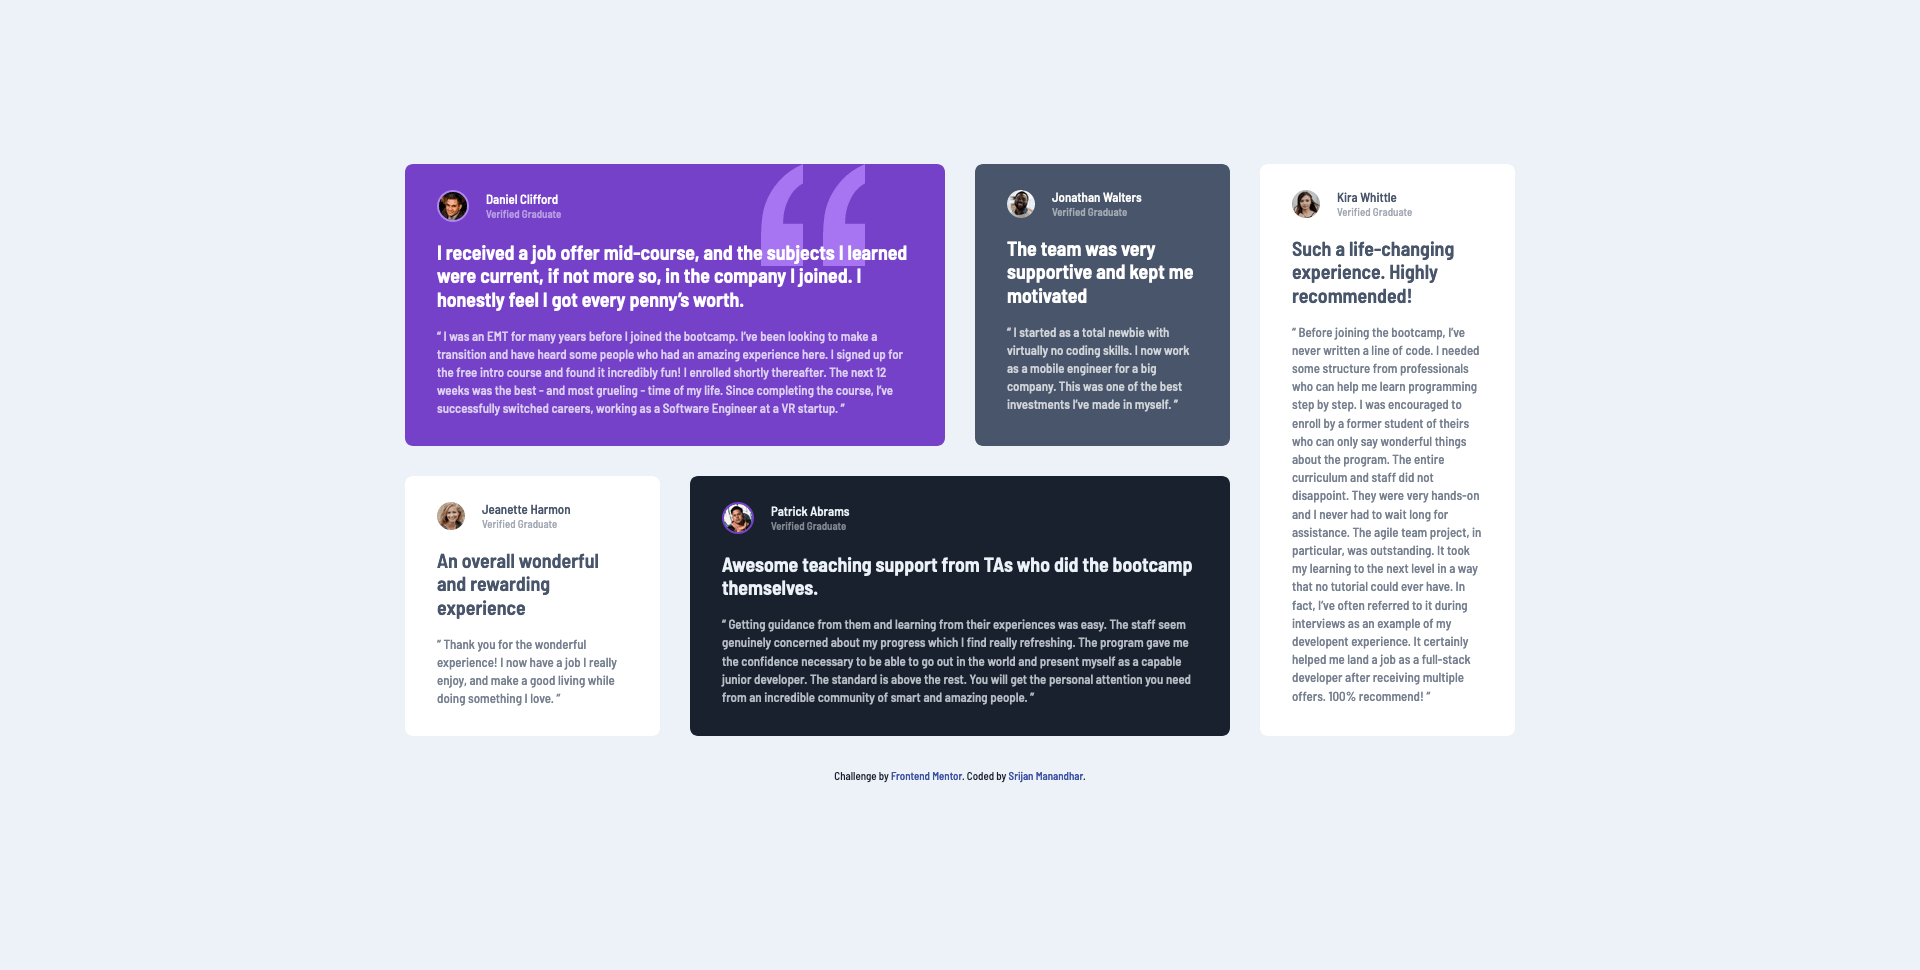 Daniel Clifford
Verified Graduate
I received a job offer mid-course, and the subjects I learned
were current, if not more so, in the company I joined. I
honestly feel I got every penny’s worth.
“ I was an EMT for many years before I joined the bootcamp. I’ve been looking to make a
transition and have heard some people who had an amazing experience here. I signed up for
the free intro course and found it incredibly fun! I enrolled shortly thereafter. The next 12
weeks was the best - and most grueling - time of my life. Since completing the course, I’ve
successfully switched careers, working as a Software Engineer at a VR startup. ”
Jonathan Walters
Verified Graduate
The team was very
supportive and kept me
motivated
“ I started as a total newbie with
virtually no coding skills. I now work
as a mobile engineer for a big
company. This was one of the best
investments I’ve made in myself. ”
Kira Whittle
Verified Graduate
Such a life-changing
experience. Highly
recommended!
“ Before joining the bootcamp, I’ve
never written a line of code. I needed
some structure from professionals
who can help me learn programming
step by step. I was encouraged to
enroll by a former student of theirs
who can only say wonderful things
about the program. The entire
curriculum and staff did not
disappoint. They were very hands-on
and I never had to wait long for
assistance. The agile team project, in
particular, was outstanding. It took
my learning to the next level in a way
that no tutorial could ever have. In
fact, I’ve often referred to it during
interviews as an example of my
developent experience. It certainly
helped me land a job as a full-stack
developer after receiving multiple
offers. 100% recommend! ”
Jeanette Harmon
Verified Graduate
An overall wonderful
and rewarding
experience
“ Thank you for the wonderful
experience! I now have a job I really
enjoy, and make a good living while
doing something I love. ”
Patrick Abrams
Verified Graduate
Awesome teaching support from TAs who did the bootcamp
themselves.
“ Getting guidance from them and learning from their experiences was easy. The staff seem
genuinely concerned about my progress which I find really refreshing. The program gave me
the confidence necessary to be able to go out in the world and present myself as a capable
junior developer. The standard is above the rest. You will get the personal attention you need
from an incredible community of smart and amazing people. ”
Challenge by Frontend Mentor. Coded by Srijan Manandhar.